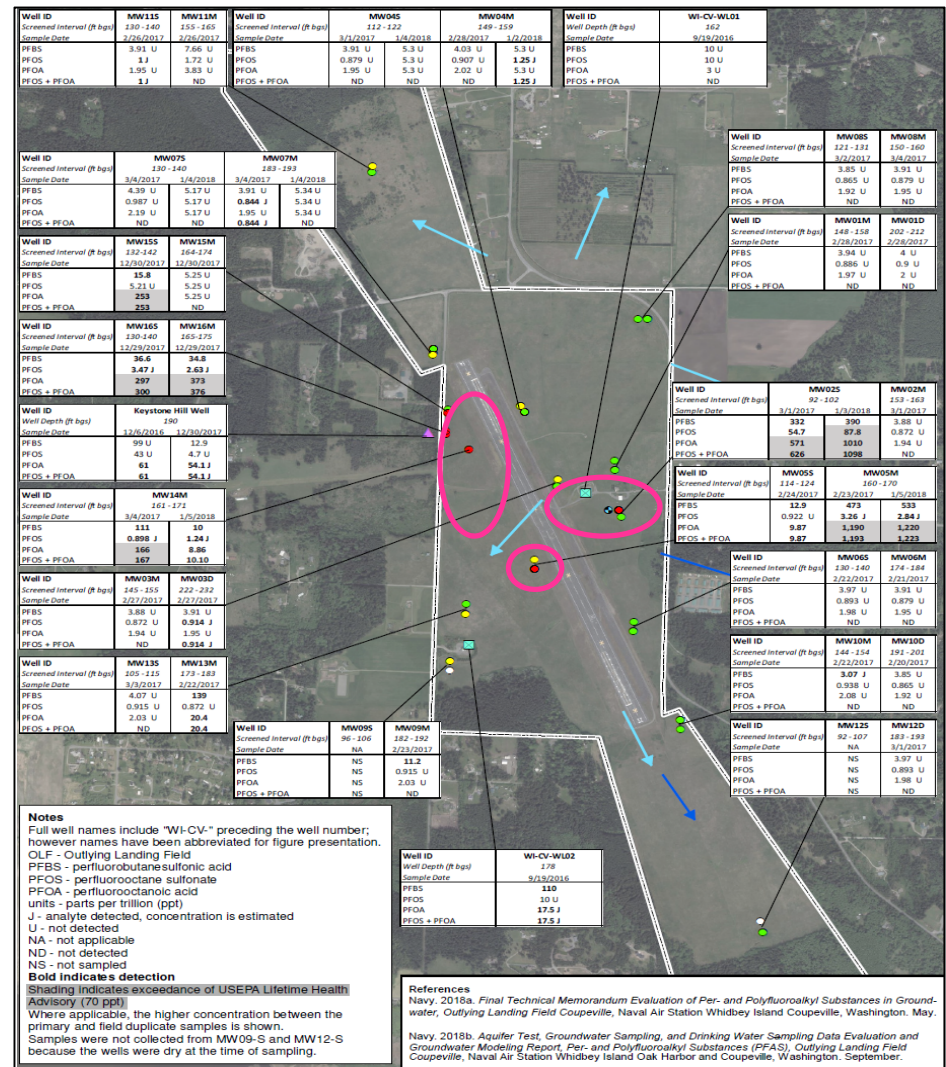 Well ID MW11S MW11M
Screened Interval (ft bgs) 130-140 155-165
Sample Date 2/26/2017 2/26/2017
PFBS 3.91 U 7.66 U
PFOS 1 J 1.72 U
PFOA 1.95 U 3.83 U
PFOS + PFOA 1 J ND
Well ID MW04S MW04M
Screened Interval (ft bgs) 112-122 149-159
Sample Date 3/1/2017 1/4/2018 2/28/2017 1/2/2018
PFBS 3.91 U 5.3 U 4.03 U 5.3 U
PFOS 0.879 U 5.3 U 0.907 U 1.25 J
PFOA 1.95 U 5.3 U 2.02 U 5.3 U
PFOS + PFOA ND ND ND 1.25 J
Well ID WI-CV-WL01
Well Depth (ft bgs) 162
Sample Date 9/19/2016
PFBS 10 U
PFOS 10 U
PFOA 3 U
PFOS + PFOA ND
Well ID MW08S MW08M
Screened Interval (ft bgs) 121-131 150-160
Sample Date 3/2/2017 3/4/2017
PFBS 3.85 U 3.91 U
PFOS 0.865 U 0.879 U
PFOA 1.92 U 1.95 U
PFOS + PFOA ND ND
Well ID MW07S MW07M
Screened Interval (ft bgs) 130-140 183-193
Sample Date 3/4/2017 1/4/2018 3/4/2017 1/4/2018
PFBS 4.39 U 5.17 U 3.91 U 5.34 U
PFOS 0.987 U 5.17 U 0.844 J 5.34 U
PFOA 2.19 U 5.17 U 1.95 U 5.34 U
PFOS + PFOA ND ND 0.844 J ND
Well ID MW01M MW01D
Screened Interval (ft bgs) 148-158 202-212
Sample Date 2/28/2017 2/28/2017
PFBS 3.94 U 4 U
PFOS 0.886 U 0.9 U
PFOA 1.97 U 2 U
PFOS + PFOA ND ND
Well ID MW15S MW15M
Screened Interval (ft bgs) 132-142 164-174
Sample Date 12/30/2017 12/30/2017
PFBS 15.8 5.25 U
PFOS 5.21 U 5.25 U
PFOA 253 5.25 U
PFOS + PFOA 253 ND
Well ID MW16S MW16M
Screened Interval (ft bgs) 130-140 165-175
Sample Date 12/29/2017 12/29/2017
PFBS 36.6 34.8
PFOS 3.47 J 2.63 J
PFOA 297 373
PFOS + PFOA 300 376
Well ID MW02S MW02M
Screened Interval (ft bgs) 92-102 153-163
Sample Date 3/1/2017 1/3/2018 3/1/2017
PFBS 332 390 3.88 U
PFOS 54.7 87.8 0.872 U
PFOA 571 1010 1.94 U
PFOS + PFOA 626 1098 ND
Well ID Keystone Hill Well
Well Depth (ft bgs) 190
Sample Date 12/6/2016 12/30/2017
PFBS 99 U 12.9
PFOS 43 U 4.7 U
PFOA 61 54.1 J
PFOS + PFOA 61 54.1 J
Well ID MW05S MW05M
Screened Interval (ft bgs) 114-124 160-170
Sample Date 2/24/2017 2/23/2017 1/5/2018
PFBS 12.9 473 533
PFOS 0.922 U 3.26 J 2.84 J
PFOA 9.87 1,190 1,220
PFOS + PFOA 9.87 1,193 1,223
Well ID MW14M
Screened Interval (ft bgs) 161-171
Sample Date 3/4/2017 1/5/2018
PFBS 111 10
PFOS 0.898 J 1.24 J
PFOA 166 8.86
PFOS + PFOA 167 10.10
Well ID MW06S MW06M
Screened Interval (ft bgs) 130-140 174-184
Sample Date 2/22/2017 2/21/2017
PFBS 3.97 U 3.91 U
PFOS 0.893 U 0.879 U
PFOA 1.98 U 1.95 U
PFOS + PFOA ND ND
Well ID MW03M MW03D
Screened Interval (ft bgs) 145-155 222-232
Sample Date 2/27/2017 2/27/2017
PFBS 3.88 U 3.91 U
PFOS 0.872 U 0.914 J
PFOA 1.94 U 1.95 U
PFOS + PFOA ND 0.914 J
Well ID MW10M MW10D
Screened Interval (ft bgs) 144-154 191-201
Sample Date 2/22/2017 2/20/2017
PFBS 3.07 J 3.85 U
PFOS 0.938 U 0.865 U
PFOA 2.08 U 1.92 U
PFOS + PFOA ND ND
Well ID MW13S MW13M
Screened Interval (ft bgs) 105-115 173-183
Sample Date 3/3/2017 2/22/2017
PFBS 4.07 U 139
PFOS 0.915 U 0.872 U
PFOA 2.03 U 20.4
PFOS + PFOA ND 20.4
Well ID MW09S MW09M
Screened Interval (ft bgs) 96-106 182-192
Sample Date NA 2/23/2017
PFBS NS 11.2
PFOS NS 0.915 U
PFOA NS 2.03 U
PFOS + PFOA NS ND
Well ID MW12S MW12D
Screened Interval (ft bgs) 92-107 183-193
Sample Date NA 3/1/2017
PFBS NS 3.97 U
PFOS NS 0.893 U
PFOA NS 1.98 U
PFOS + PFOA NS ND
Well ID WI-CV-WL02
Well Depth (ft bgs) 178
Sample Date 9/19/2016
PFBS 110
PFOS 10 U
PFOA 17.5 J
PFOS + PFOA 17.5 J
Notes
Full well names include "WI-CV-" preceding the well number;
however names have been abbreviated for figure presentation.
OLF - Outlying Landing Field
PFBS - perfluorobutanesulfonic acid
PFOS - perfluorooctane sulfonate
PFOA - perfluorooctanoic acid
units - parts per trillion (ppt)
J - analyte detected, concentration is estimated
U - not detected
NA - not applicable
ND - not detected
NS - not sampled
Bold indicates detection
Shading indicates exceedance of USEPA Lifetime Health
Advisory (70 ppt)
Where applicable, the higher concentration between the
primary and field duplicate samples is shown.
Samples were not collected from MW09-S and MW12-S
because the wells were dry at the time of sampling.
References
Navy. 2018a. Final Technical Memorandum Evaluation of Per- and Polyfluoroalkyl Substances in Ground-
water, Outlying Landing Field Coupeville, Naval Air Station Whidbey Island Coupeville, Washington. May.
Navy. 2018b. Aquifer Test, Groundwater Sampling, and Drinking Water Sampling Data Evaluation and
Groundwater Modeling Report, Per- and Polyfluoroalkyl Substances (PFAS), Outlying Landing Field
Coupeville, Naval Air Station Whidbey Island Oak Harbor and Coupeville, Washington. September.